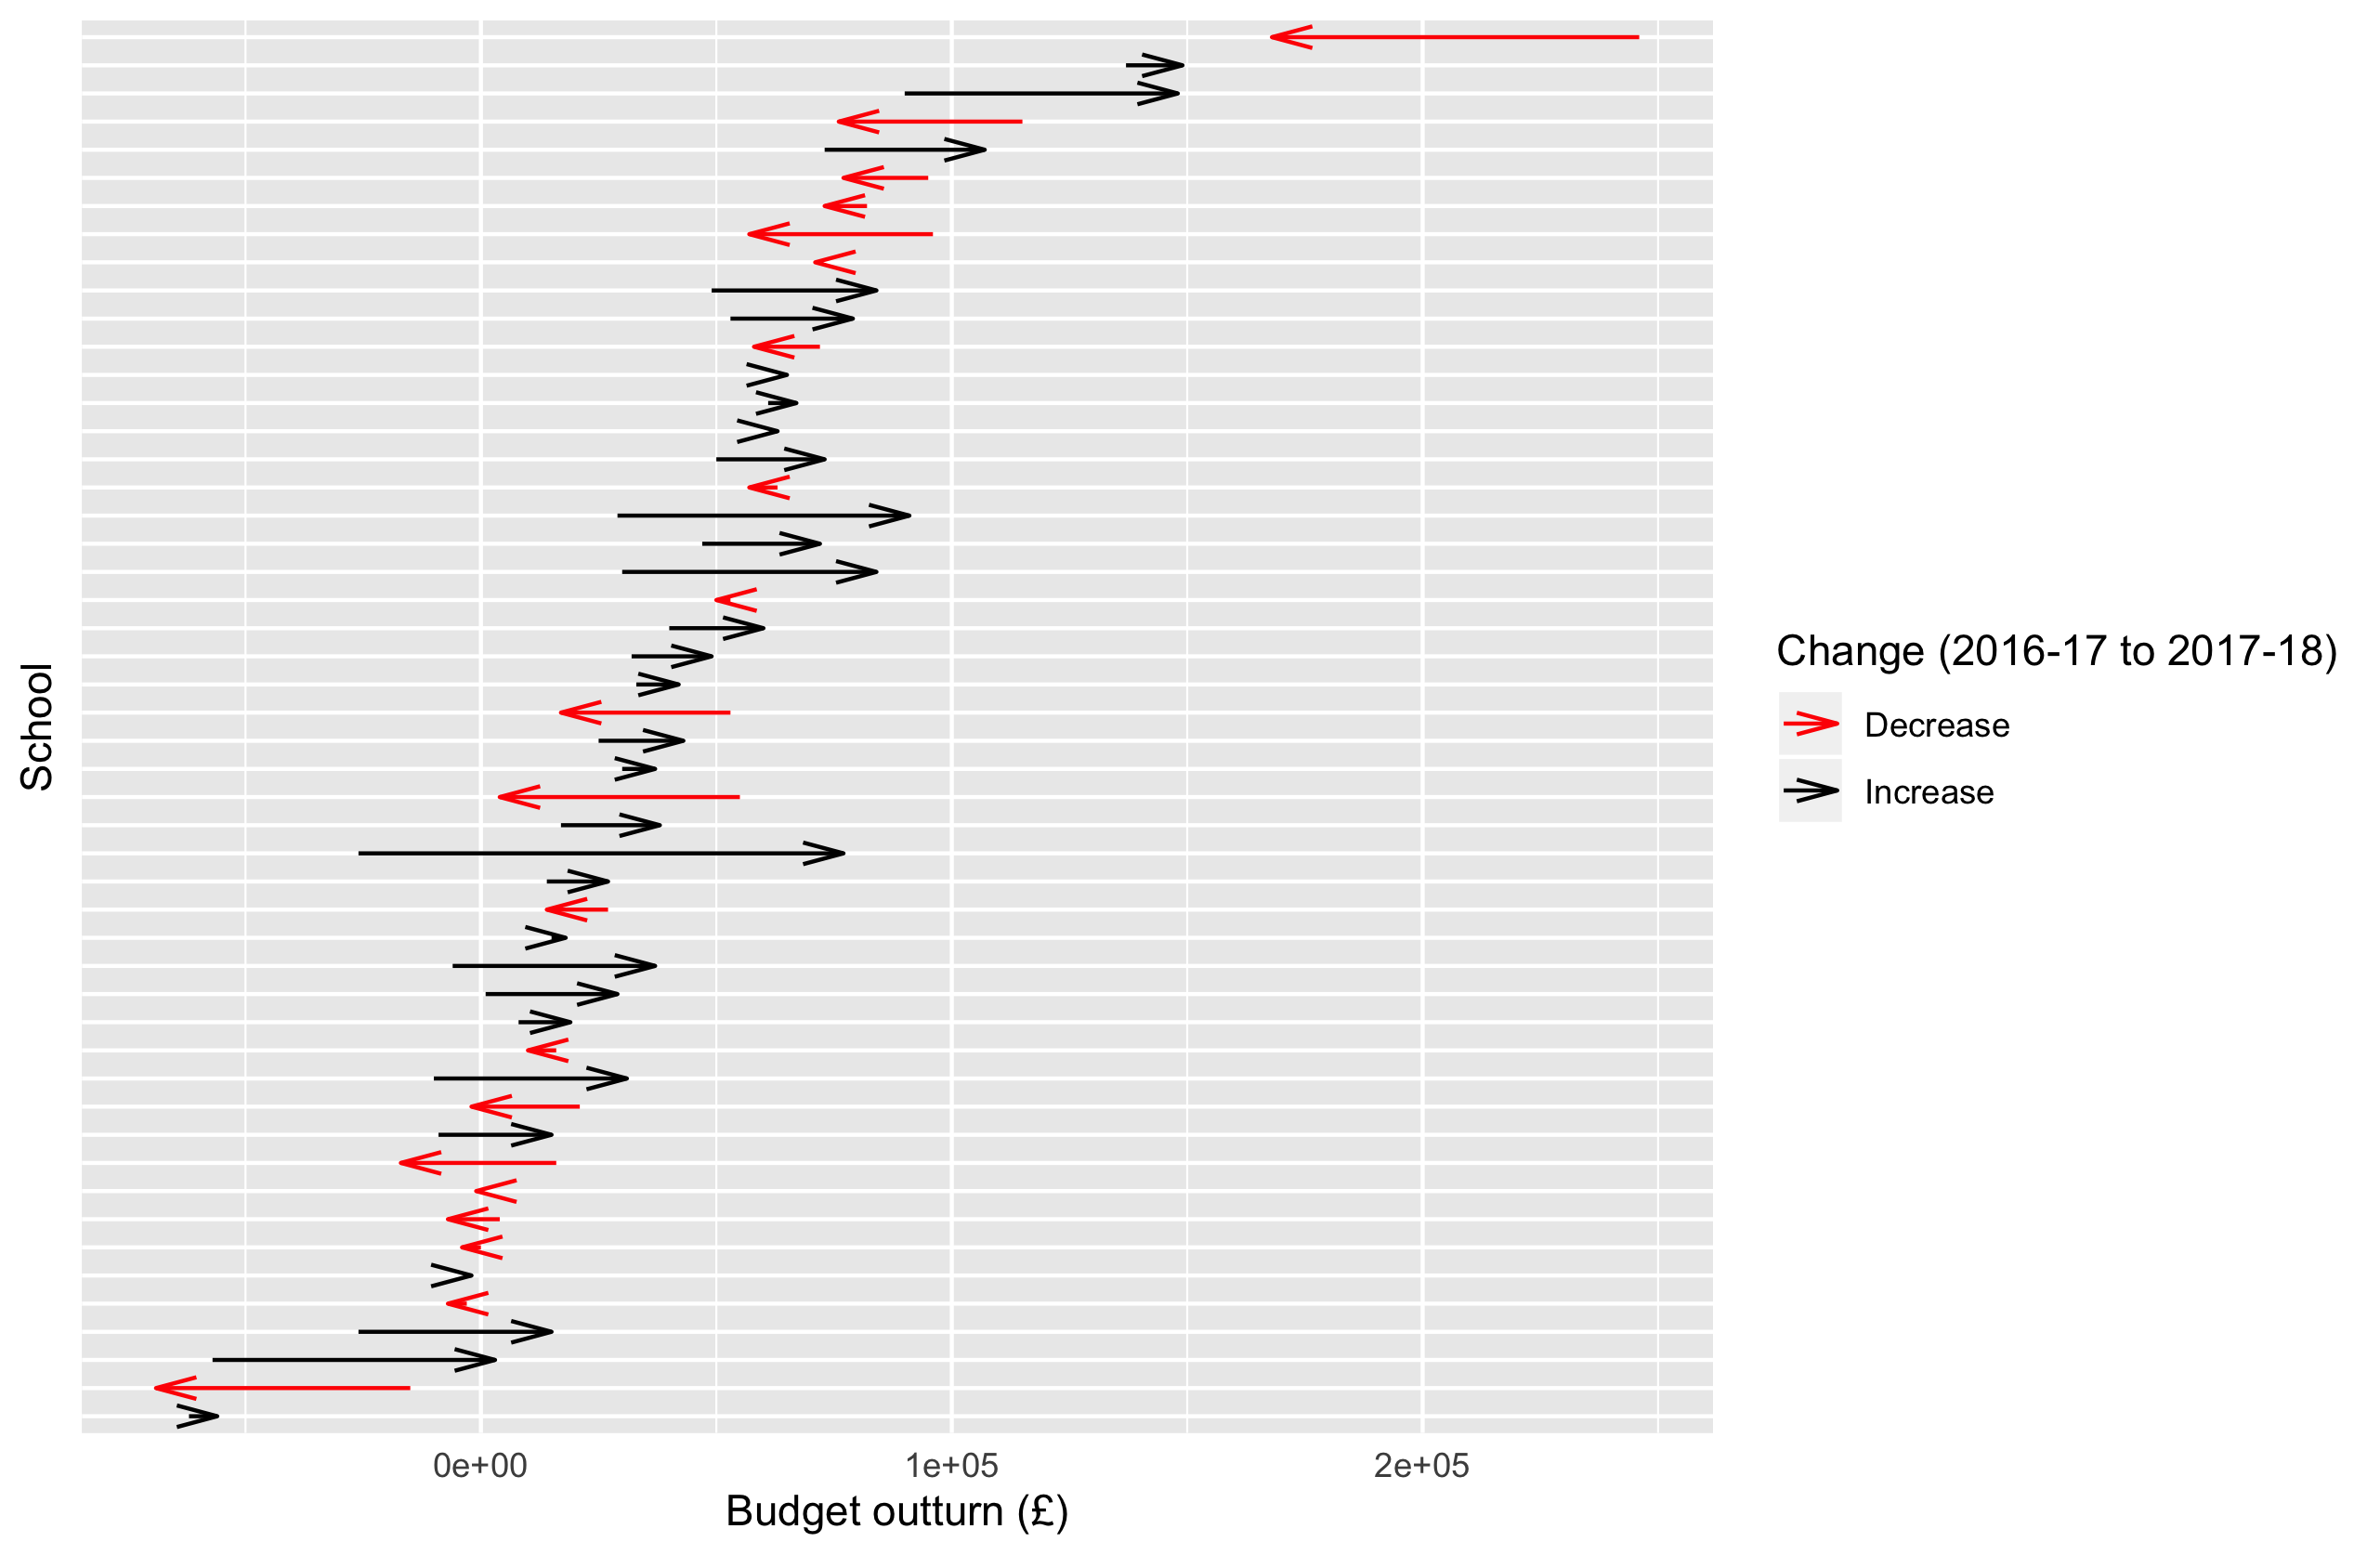 School
Change (2016-17 to 2017-18)
Decrease
Increase
0e+00 1e+05 2e+05
Budget outturn (£)